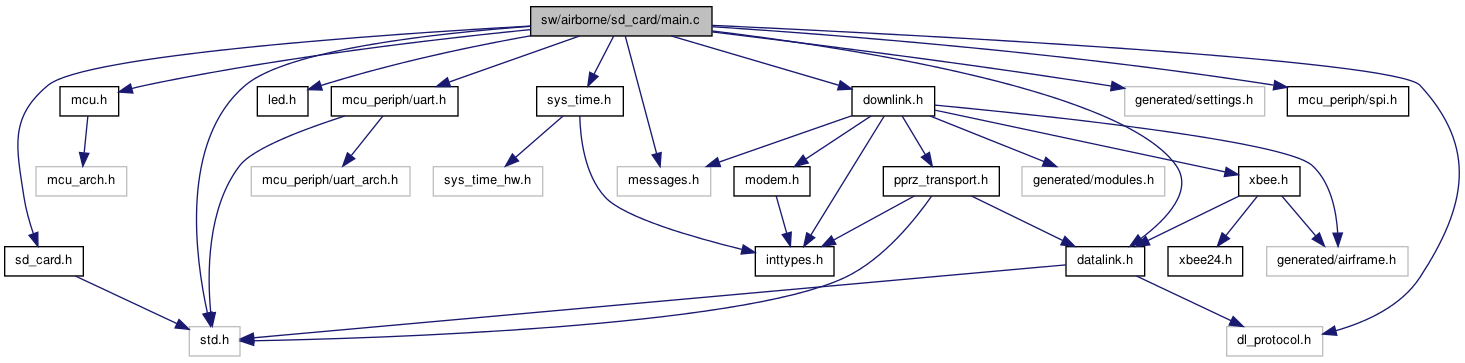 sw/airborne/sd_card/main.c
mcu.h
led.h
mcu_periph/uart.h
sys_time.h
downlink.h
generated/settings.h
mcu_periph/spi.h
mcu_arch.h
mcu_periph/uart_arch.h
sys_time_hw.h
messages.h
modem.h
pprz_transport.h
generated/modules.h
xbee.h
sd_card.h
inttypes.h
datalink.h
xbee24.h
generated/airframe.h
std.h
dl_protocol.h